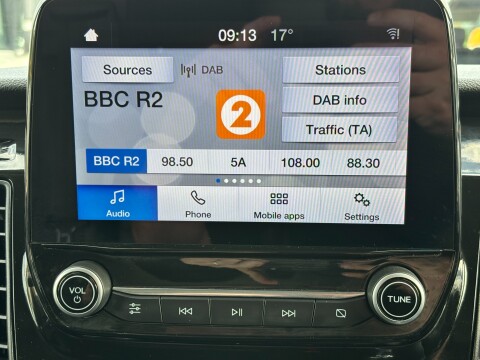 09:13 17°
Sources DAB Stations
BBC R2 2 DAB info
Traffic (TA)
BBC R2 98.50 5A 108.00 88.30
Audio Phone Mobile apps Settings
VOL TUNE